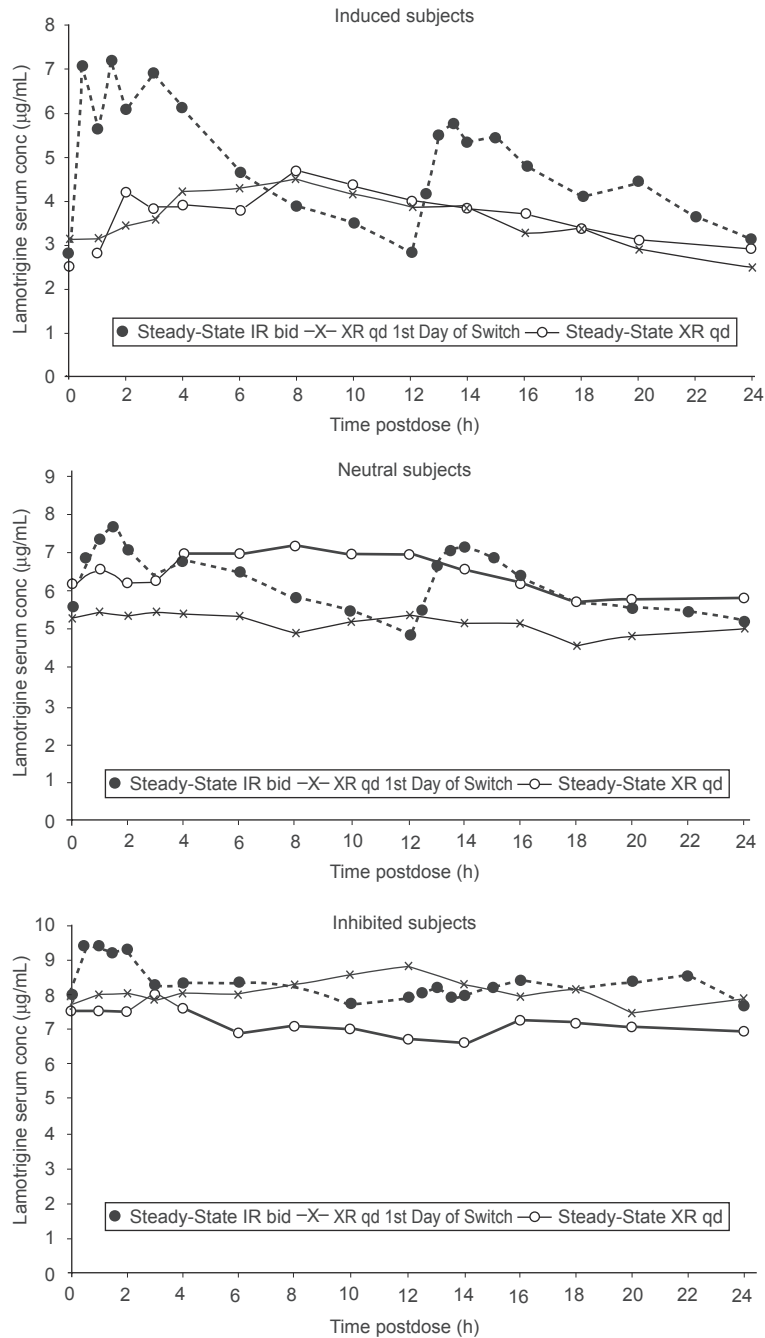 Induced subjects
Lamotrigine serum conc (μg/mL)
8
7
6
5
4
3
2
1
0
Steady-State IR bid –X– XR qd 1st Day of Switch Steady-State XR qd
0 2 4 6 8 10 12 14 16 18 20 22 24
Time postdose (h)
Neutral subjects
Lamotrigine serum conc (μg/mL)
9
8
7
6
5
4
3
2
1
0
Steady-State IR bid –X– XR qd 1st Day of Switch Steady-State XR qd
0 2 4 6 8 10 12 14 16 18 20 22 24
Time postdose (h)
Inhibited subjects
Lamotrigine serum conc (μg/mL)
10
9
8
7
6
5
4
3
2
1
0
Steady-State IR bid –X– XR qd 1st Day of Switch Steady-State XR qd
0 2 4 6 8 10 12 14 16 18 20 22 24
Time postdose (h)